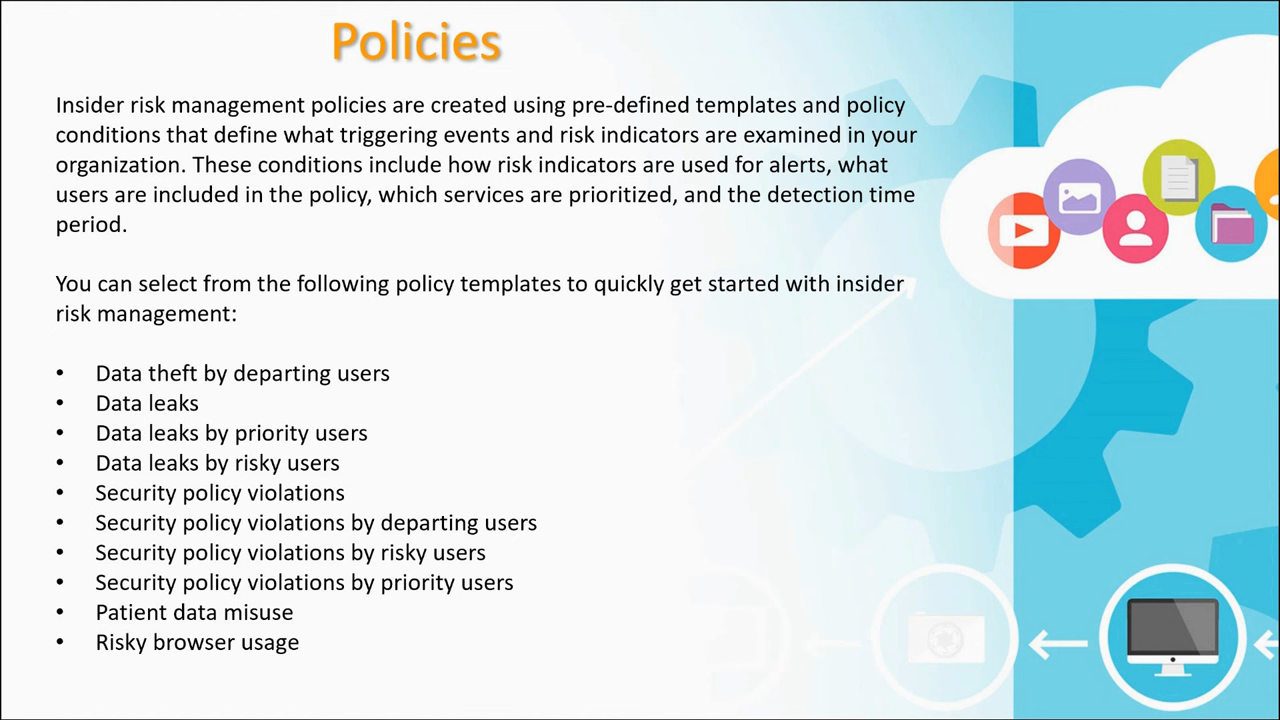 Policies
Insider risk management policies are created using pre-defined templates and policy
conditions that define what triggering events and risk indicators are examined in your
organization. These conditions include how risk indicators are used for alerts, what
users are included in the policy, which services are prioritized, and the detection time
period.
You can select from the following policy templates to quickly get started with insider
risk management:
• Data theft by departing users
• Data leaks
• Data leaks by priority users
• Data leaks by risky users
• Security policy violations
• Security policy violations by departing users
• Security policy violations by risky users
• Security policy violations by priority users
• Patient data misuse
• Risky browser usage